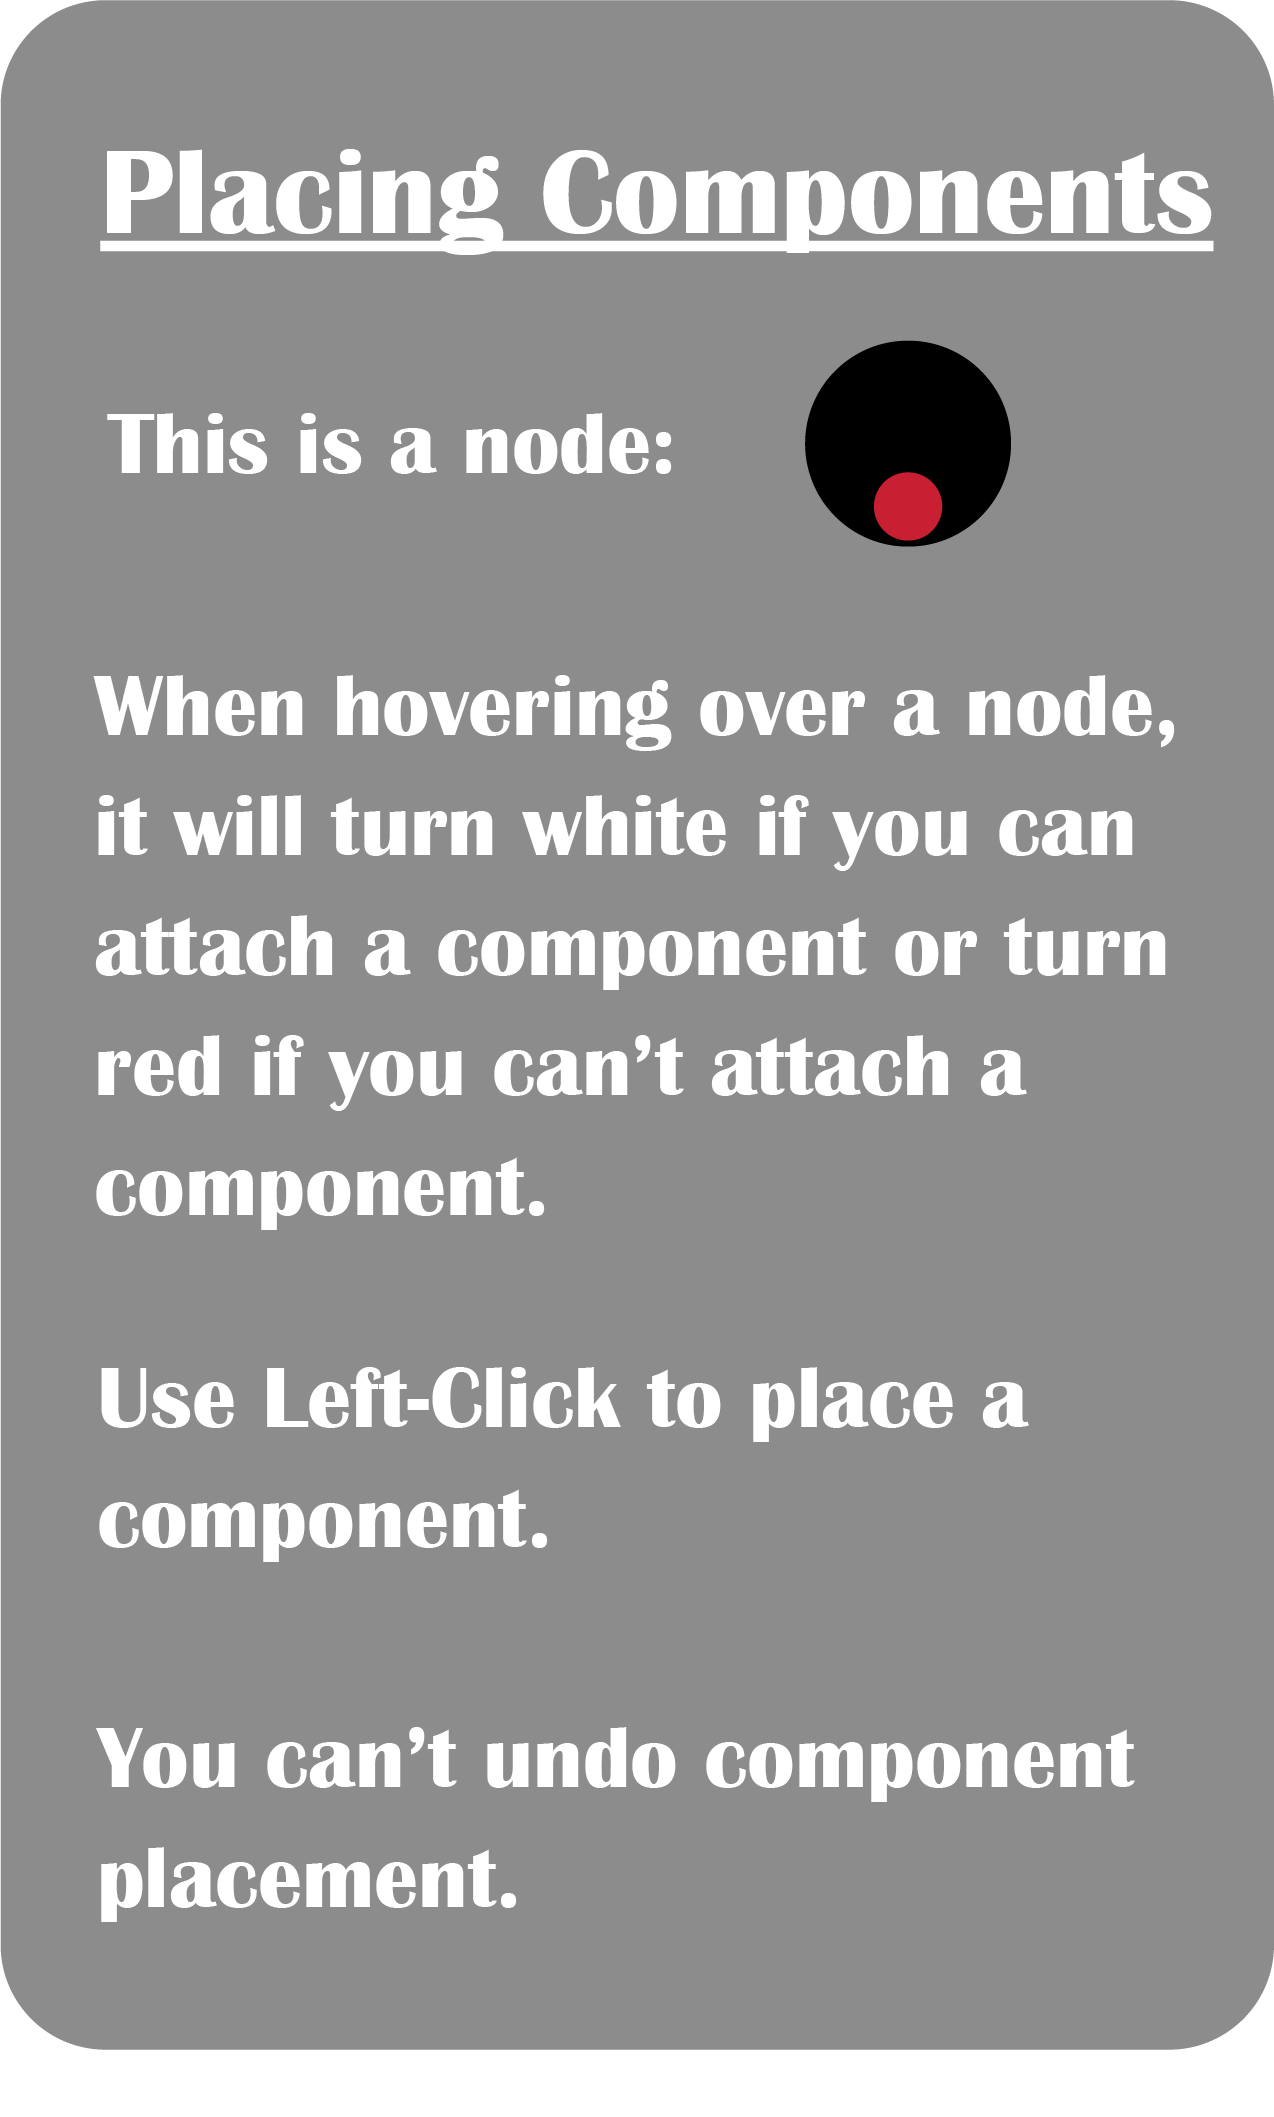 Placing Components
This is a node:
When hovering over a node,
it will turn white if you can
attach a component or turn
red if you can’t attach a
component.
Use Left-Click to place a
component.
You can’t undo component
placement.